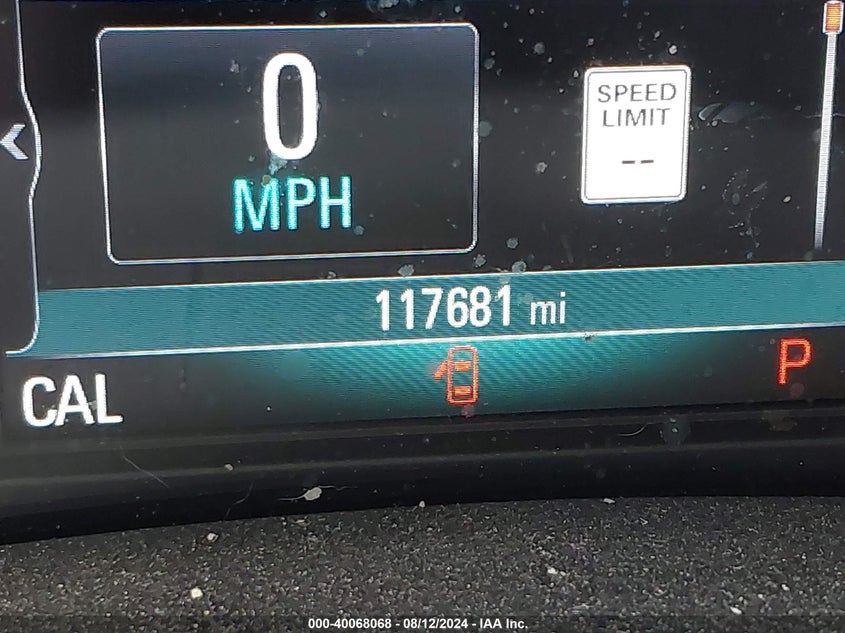 0
MPH
SPEED
LIMIT
--
117681 mi
CAL
P
000-40068068 - 08/12/2024 - IAA Inc.